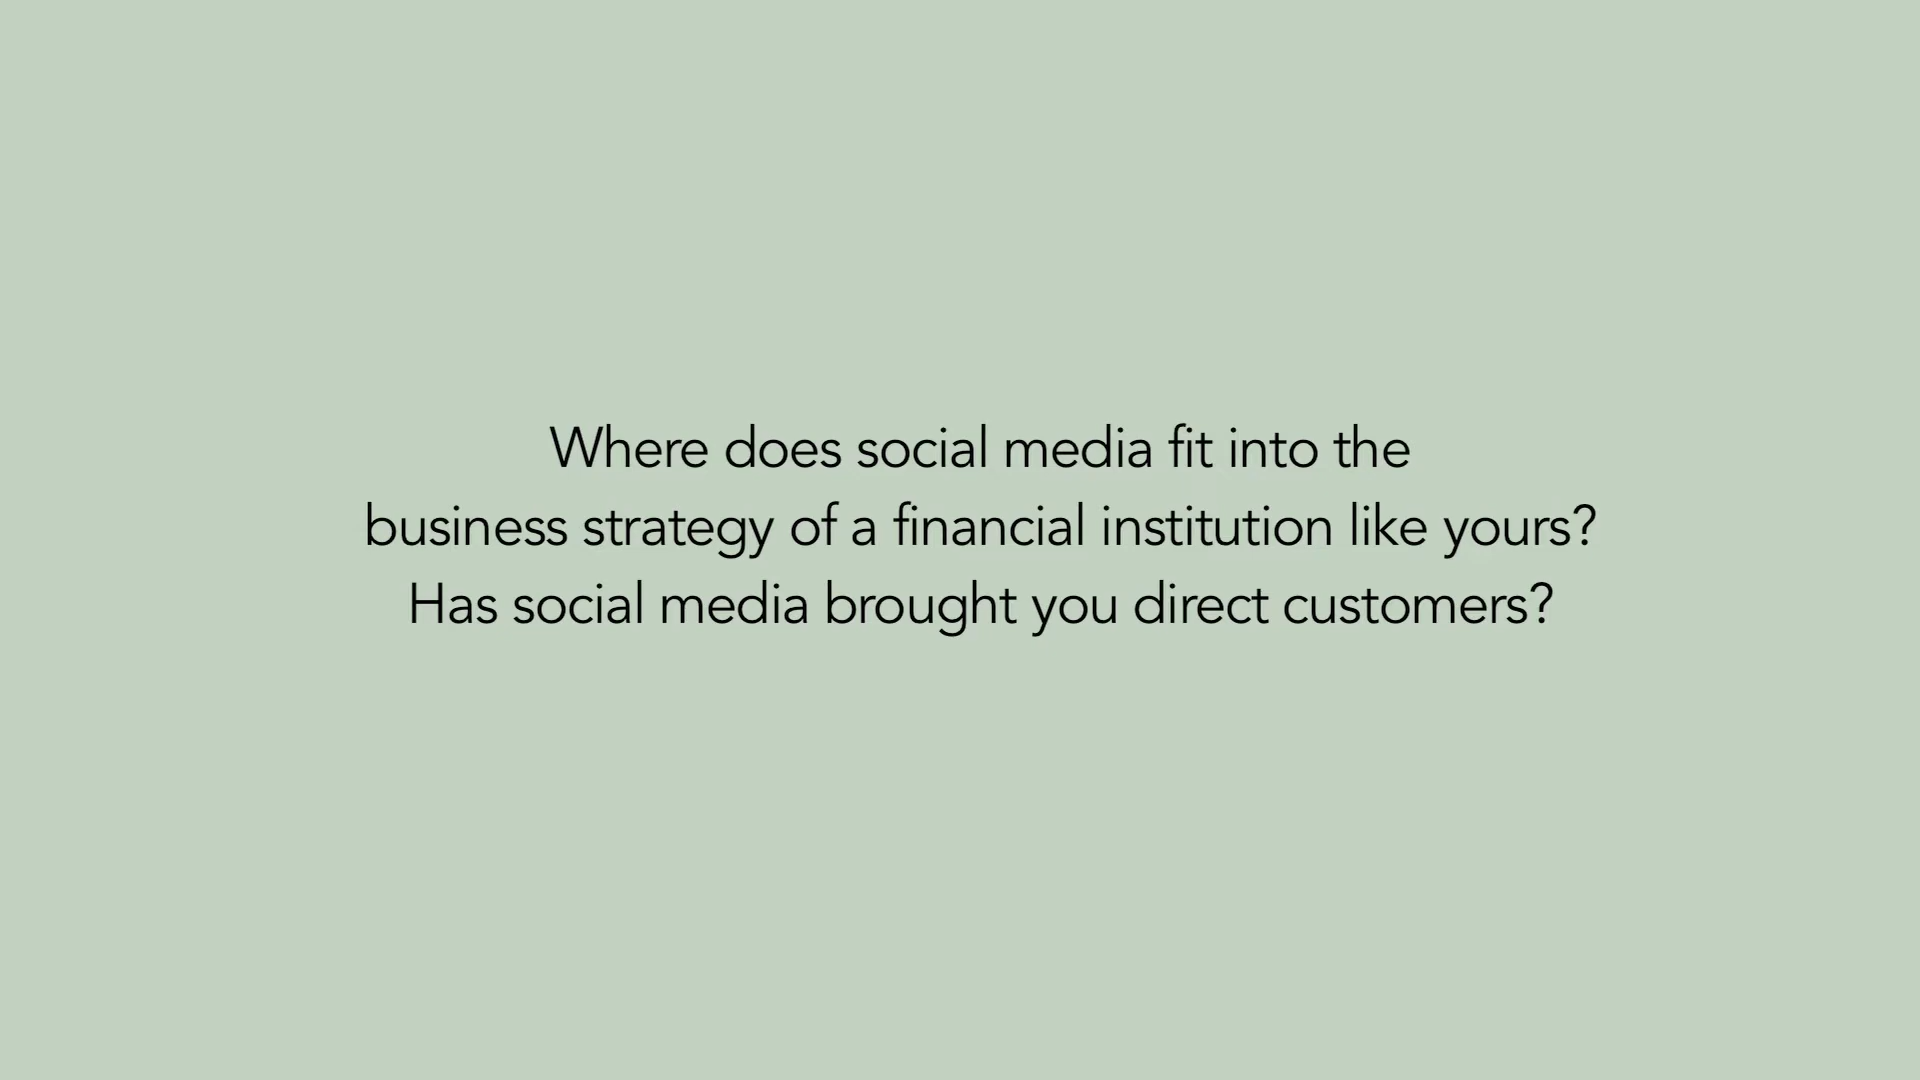 Where does social media fit into the
business strategy of a financial institution like yours?
Has social media brought you direct customers?